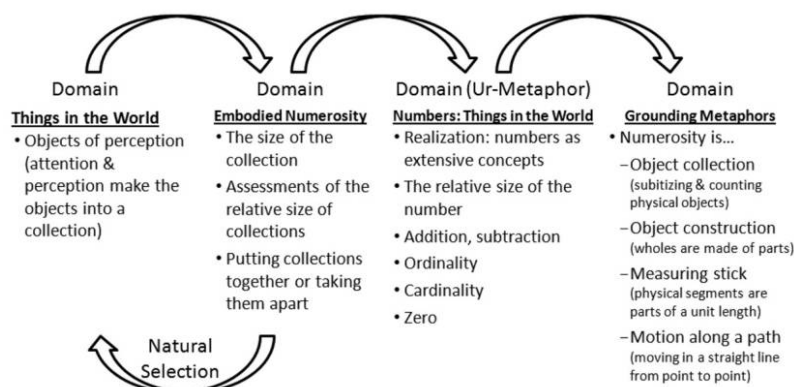 Domain
Things in the World
• Objects of perception
(attention &
perception make the
objects into a
collection)
Domain
Embodied Numerosity
• The size of the
collection
• Assessments of the
relative size of
collections
• Putting collections
together or taking
them apart
Domain (Ur-Metaphor)
Numbers: Things in the World
• Realization: numbers as
extensive concepts
• The relative size of the
number
• Addition, subtraction
• Ordinality
• Cardinality
• Zero
Domain
Grounding Metaphors
• Numerosity is...
–Object collection
(subitizing & counting
physical objects)
–Object construction
(wholes are made of parts)
–Measuring stick
(physical segments are
parts of a unit length)
–Motion along a path
(moving in a straight line
from point to point)
Natural
Selection